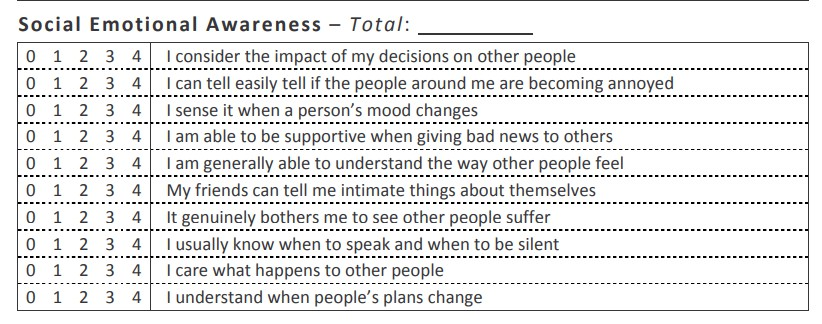 Social Emotional Awareness – Total: ____________
0 1 2 3 4 I consider the impact of my decisions on other people
0 1 2 3 4 I can tell easily tell if the people around me are becoming annoyed
0 1 2 3 4 I sense it when a person's mood changes
0 1 2 3 4 I am able to be supportive when giving bad news to others
0 1 2 3 4 I am generally able to understand the way other people feel
0 1 2 3 4 My friends can tell me intimate things about themselves
0 1 2 3 4 It genuinely bothers me to see other people suffer
0 1 2 3 4 I usually know when to speak and when to be silent
0 1 2 3 4 I care what happens to other people
0 1 2 3 4 I understand when people's plans change